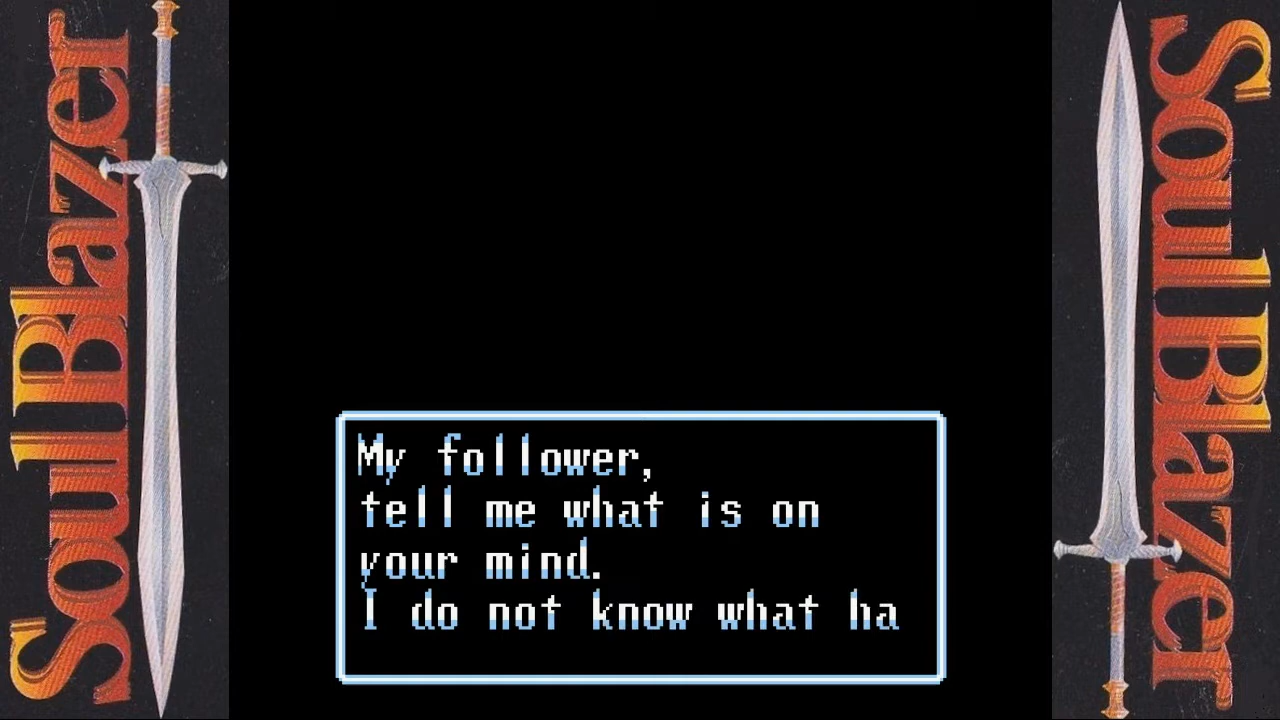 SoulBlazer
My follower,
tell me what is on
your mind.
I do not know what ha
SoulBlazer